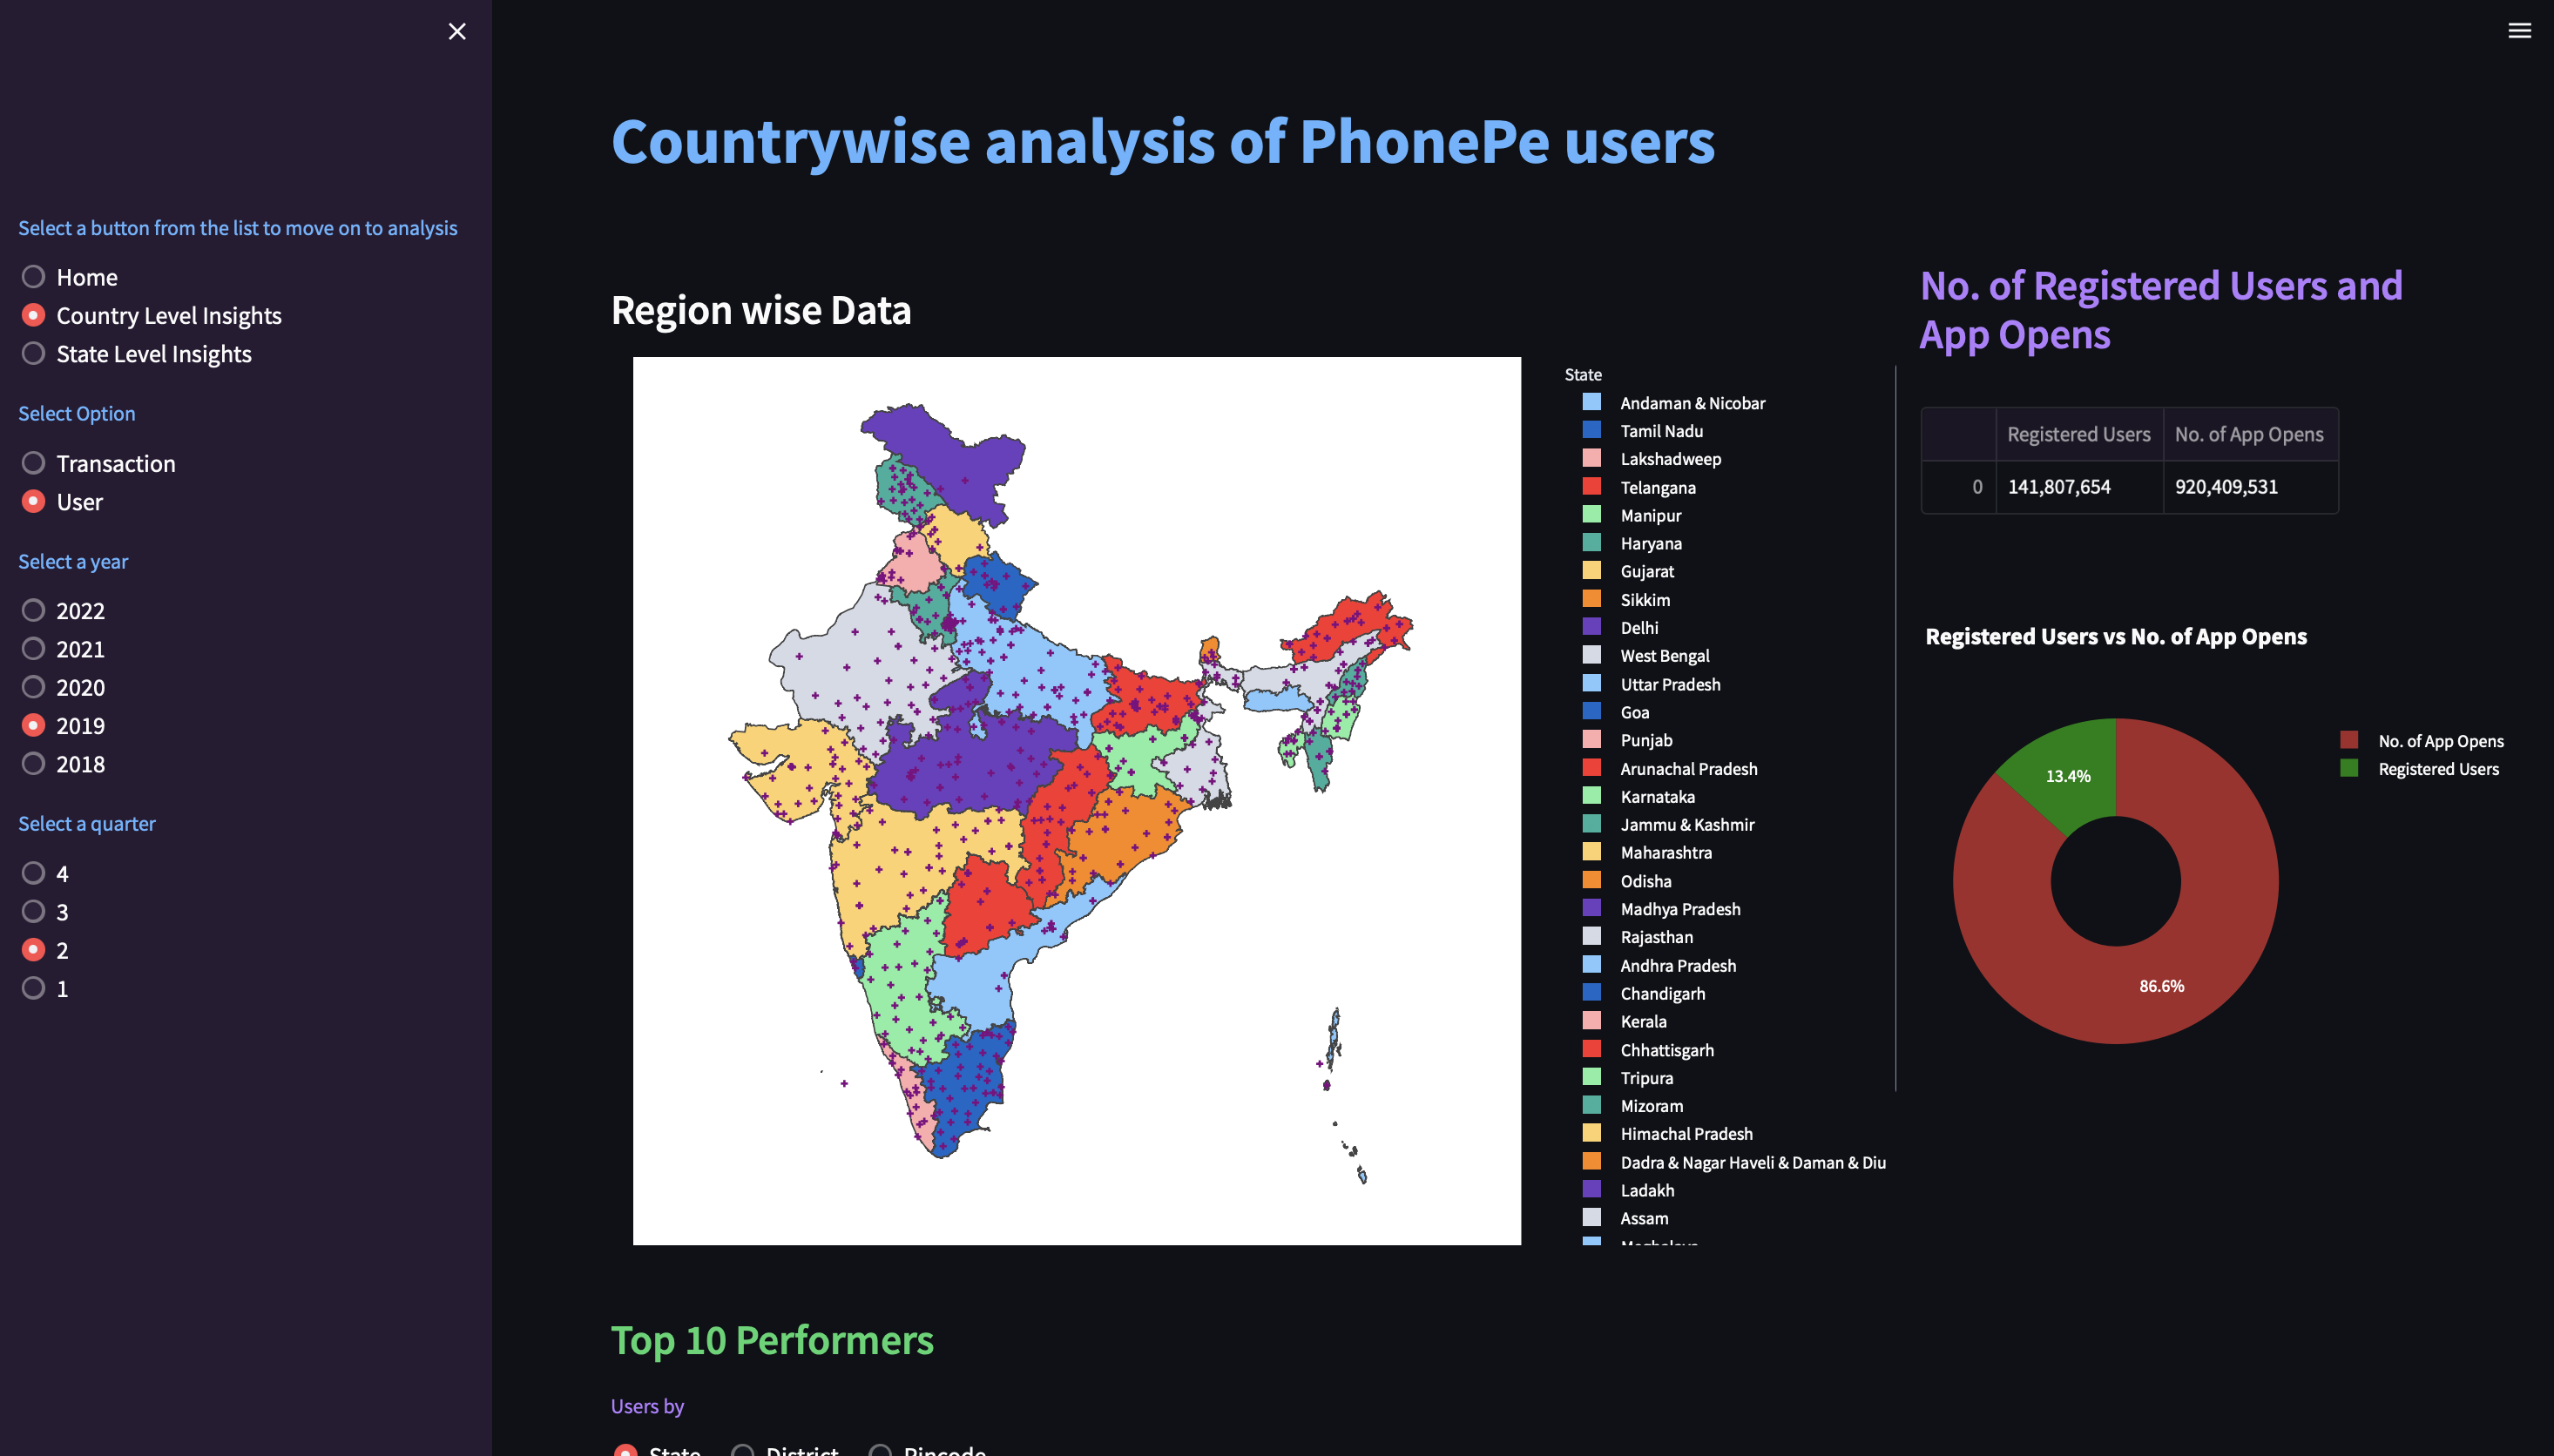 Select a button from the list to move on to analysis
Home
Country Level Insights
State Level Insights
Select Option
Transaction
User
Select a year
2022
2021
2020
2019
2018
Select a quarter
4
3
2
1
Countrywise analysis of PhonePe users
Region wise Data
State
Andaman & Nicobar
Tamil Nadu
Lakshadweep
Telangana
Manipur
Haryana
Gujarat
Sikkim
Delhi
West Bengal
Uttar Pradesh
Goa
Punjab
Arunachal Pradesh
Karnataka
Jammu & Kashmir
Maharashtra
Odisha
Madhya Pradesh
Rajasthan
Andhra Pradesh
Chandigarh
Kerala
Chhattisgarh
Tripura
Mizoram
Himachal Pradesh
Dadra & Nagar Haveli & Daman & Diu
Ladakh
Assam
No. of Registered Users and
App Opens
Registered Users No. of App Opens
0 141,807,654 920,409,531
Registered Users vs No. of App Opens
13.4%
86.6%
No. of App Opens
Registered Users
Top 10 Performers
Users by
State District Pincode